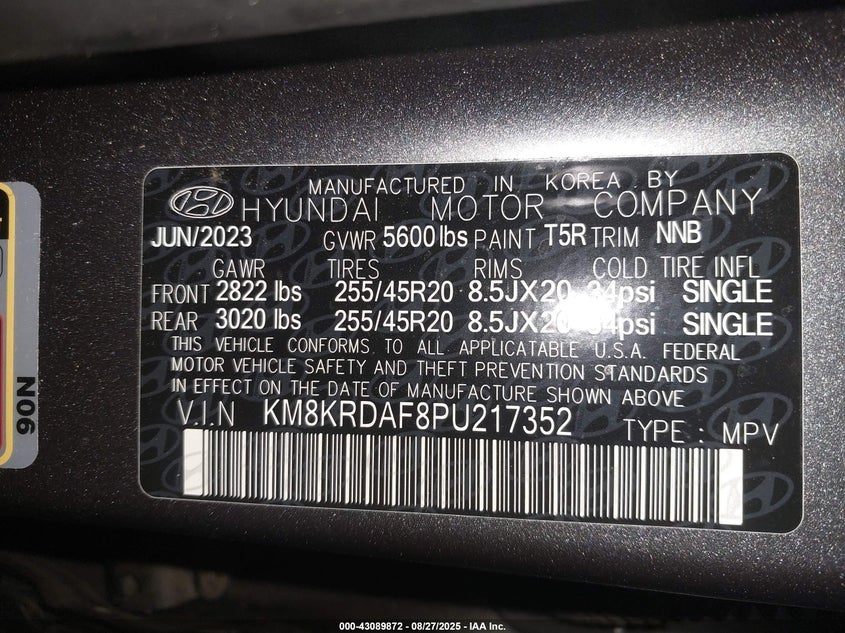 MANUFACTURED IN KOREA BY
HYUNDAI MOTOR COMPANY
JUN/2023 GVWR 5600 lbs PAINT T5R TRIM NNB
GAWR TIRES RIMS COLD TIRE INFL
FRONT 2822 lbs 255/45R20 8.5JX20 34psi SINGLE
REAR 3020 lbs 255/45R20 8.5JX20 34psi SINGLE
THIS VEHICLE CONFORMS TO ALL APPLICATABLE U.S.A. FEDERAL
MOTOR VEHICLE SAFETY AND THEFT PREVENTION STANDARDS
IN EFFECT ON THE DATE OF MANUFACTURE SHOWN ABOVE
V.I.N KM8KRDAF8PU217352 TYPE : MPV
90N
000-43089872 - 08/27/2025 - IAA Inc.